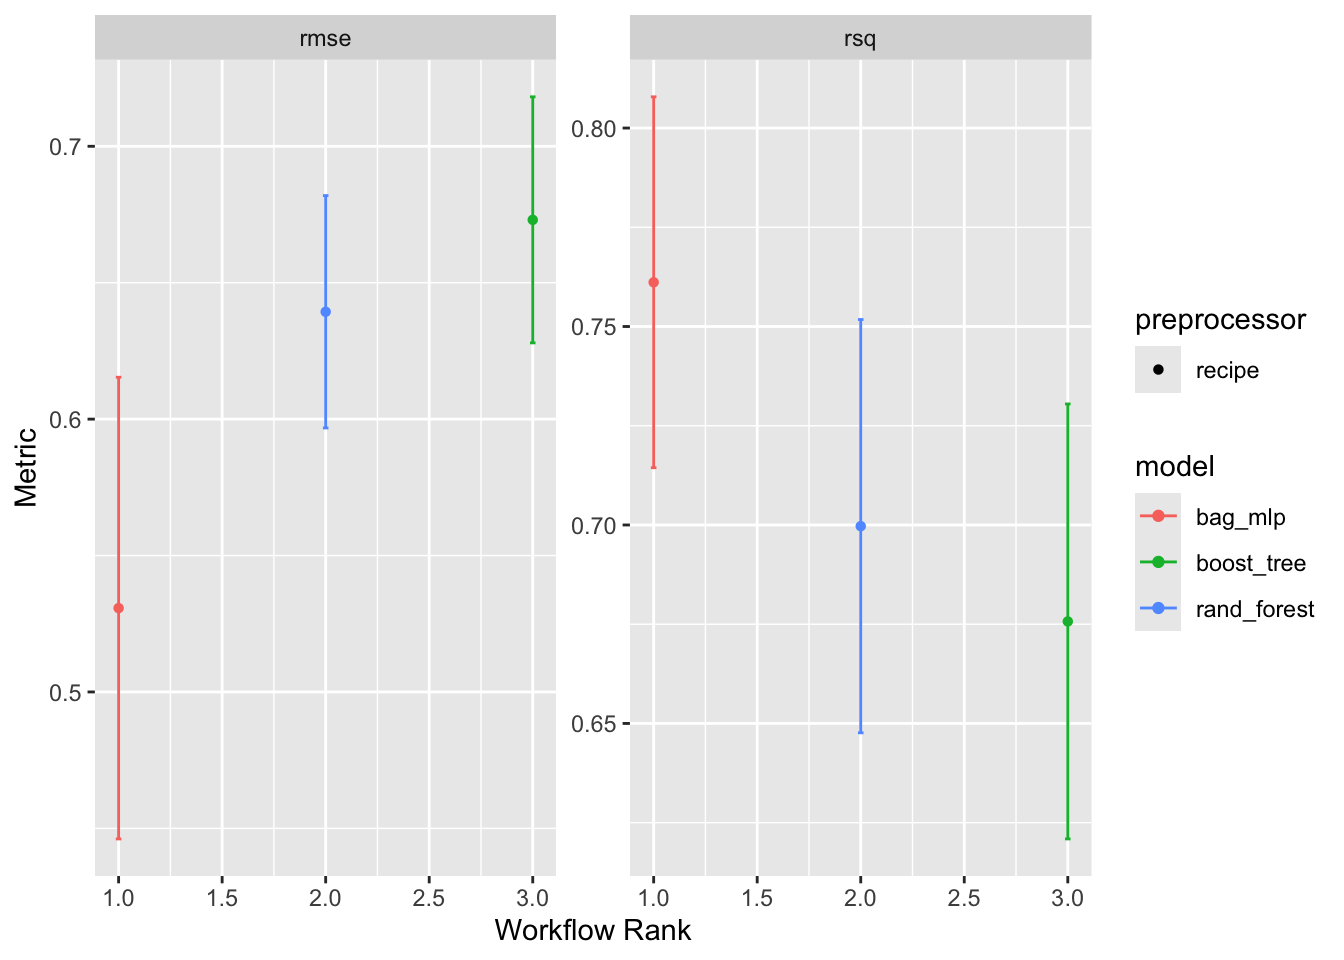 rmse
rsq
0.7
0.6
0.5
0.80
0.75
0.70
0.65
Metric
1.0 1.5 2.0 2.5 3.0
1.0 1.5 2.0 2.5 3.0
Workflow Rank
preprocessor
recipe
model
bag_mlp
boost_tree
rand_forest